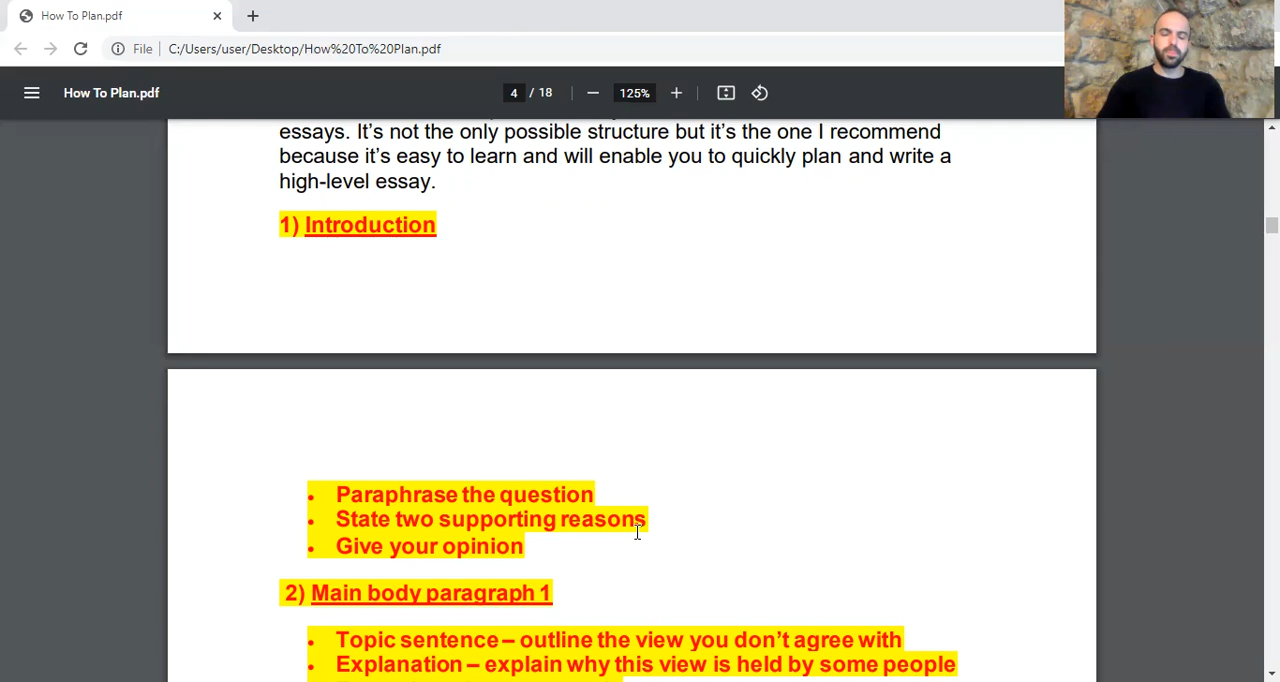 How To Plan.pdf
File C:/Users/user/Desktop/How%20To%20Plan.pdf
How To Plan.pdf 4 / 18 125%
essays. It's not the only possible structure but it's the one I recommend
because it's easy to learn and will enable you to quickly plan and write a
high-level essay.
1) Introduction
• Paraphrase the question
• State two supporting reasons
• Give your opinion
2) Main body paragraph 1
• Topic sentence – outline the view you don't agree with
• Explanation – explain why this view is held by some people